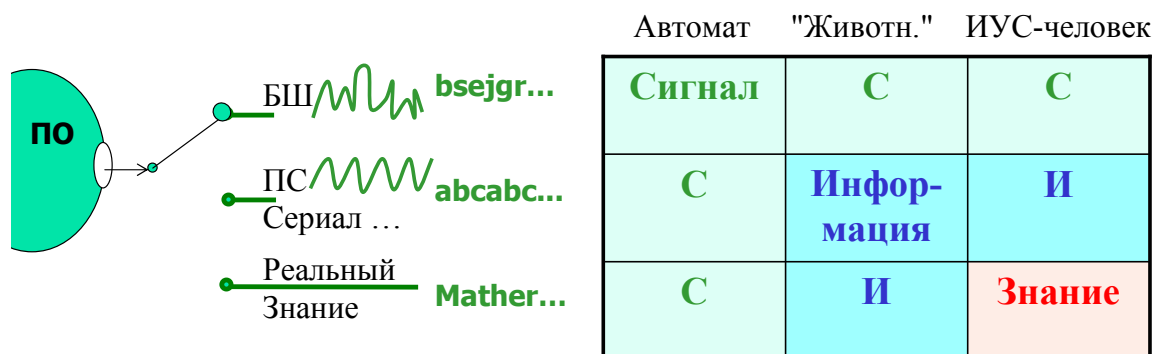 Автомат "Животн." ИУС-человек
ПО
БШ bsejgr...
Сигнал С С
ПС abcabc...
Сериал ...
С Инфор-
мация И
Реальный
Знание Mather...
С И Знание